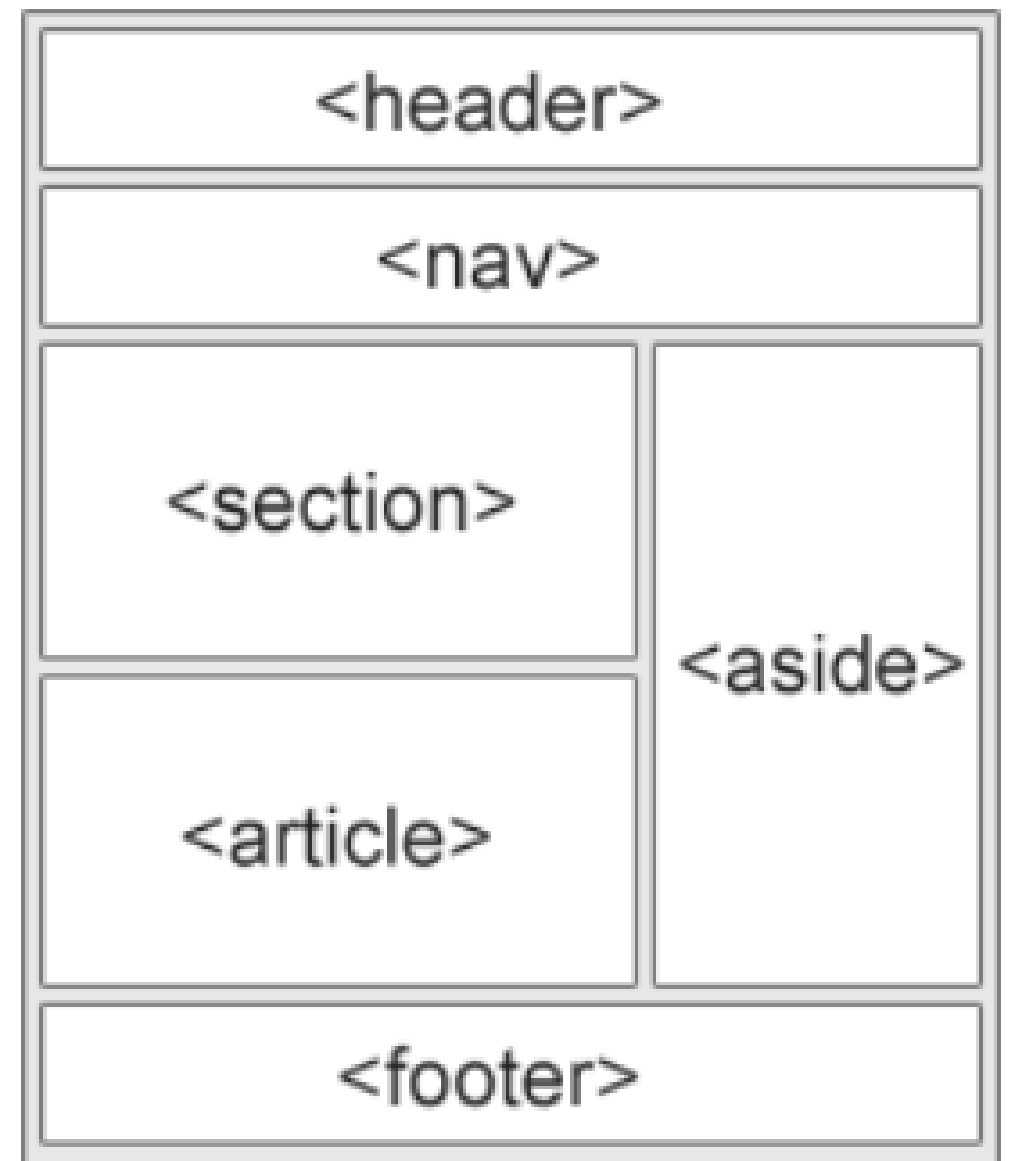 <header>
<nav>
<section>
<aside>
<article>
<footer>